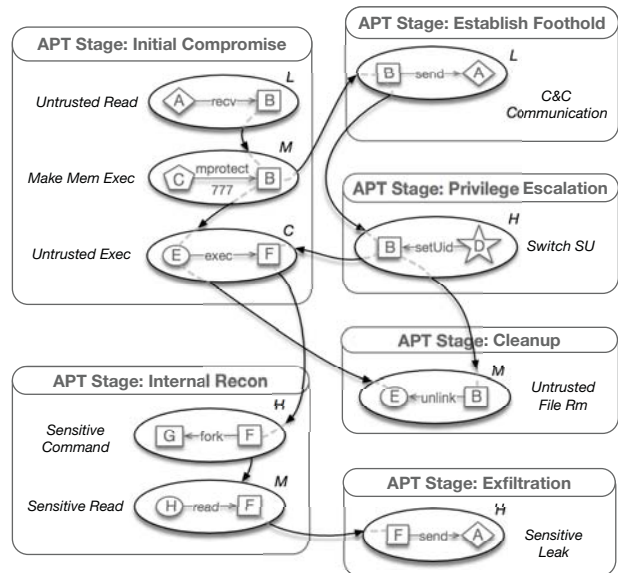 APT Stage: Initial Compromise
L
Untrusted Read
A recv B
M
Make Mem Exec
C mprotect 777 B
C
Untrusted Exec
E exec F
APT Stage: Establish Foothold
L
B send A
C&C
Communication
APT Stage: Privilege Escalation
H
B setUid D
Switch SU
APT Stage: Cleanup
M
E unlink B
Untrusted
File Rm
APT Stage: Internal Recon
H
Sensitive
Command
G fork F
M
Sensitive Read
H read F
APT Stage: Exfiltration
H
F send A
Sensitive
Leak